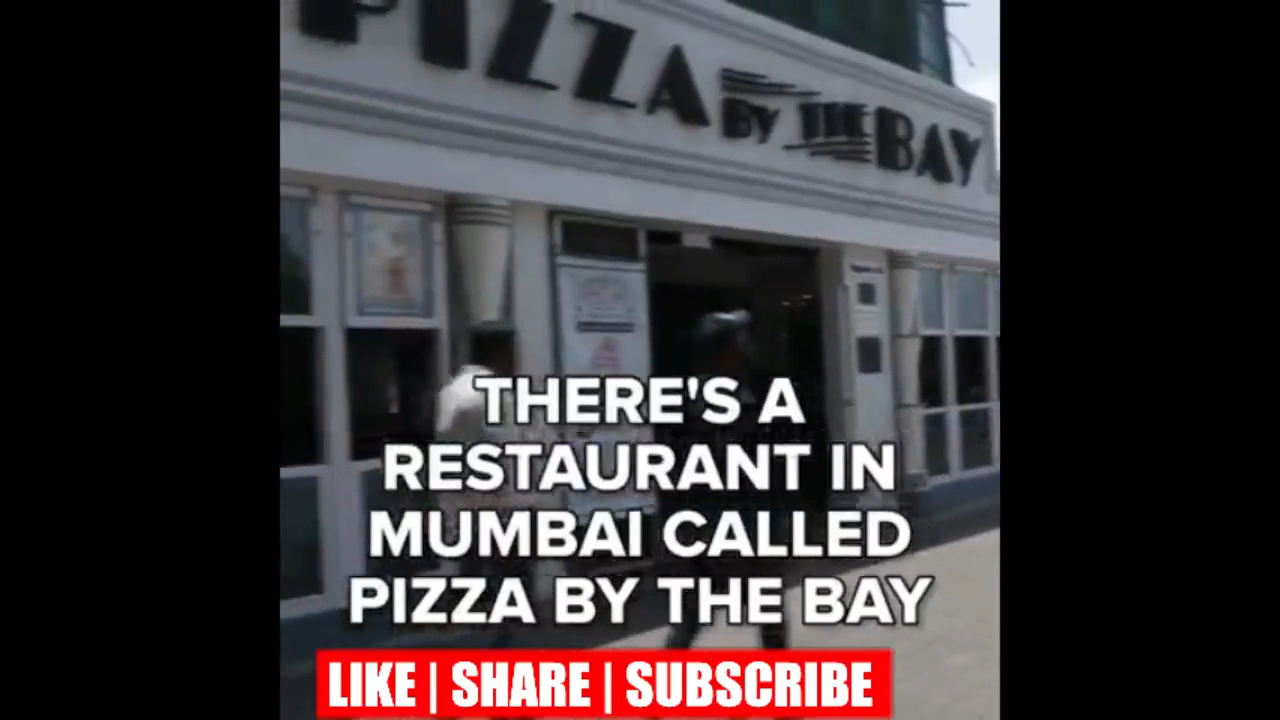 PIZZA BY THE BAY
THERE'S A
RESTAURANT IN
MUMBAI CALLED
PIZZA BY THE BAY
LIKE | SHARE | SUBSCRIBE